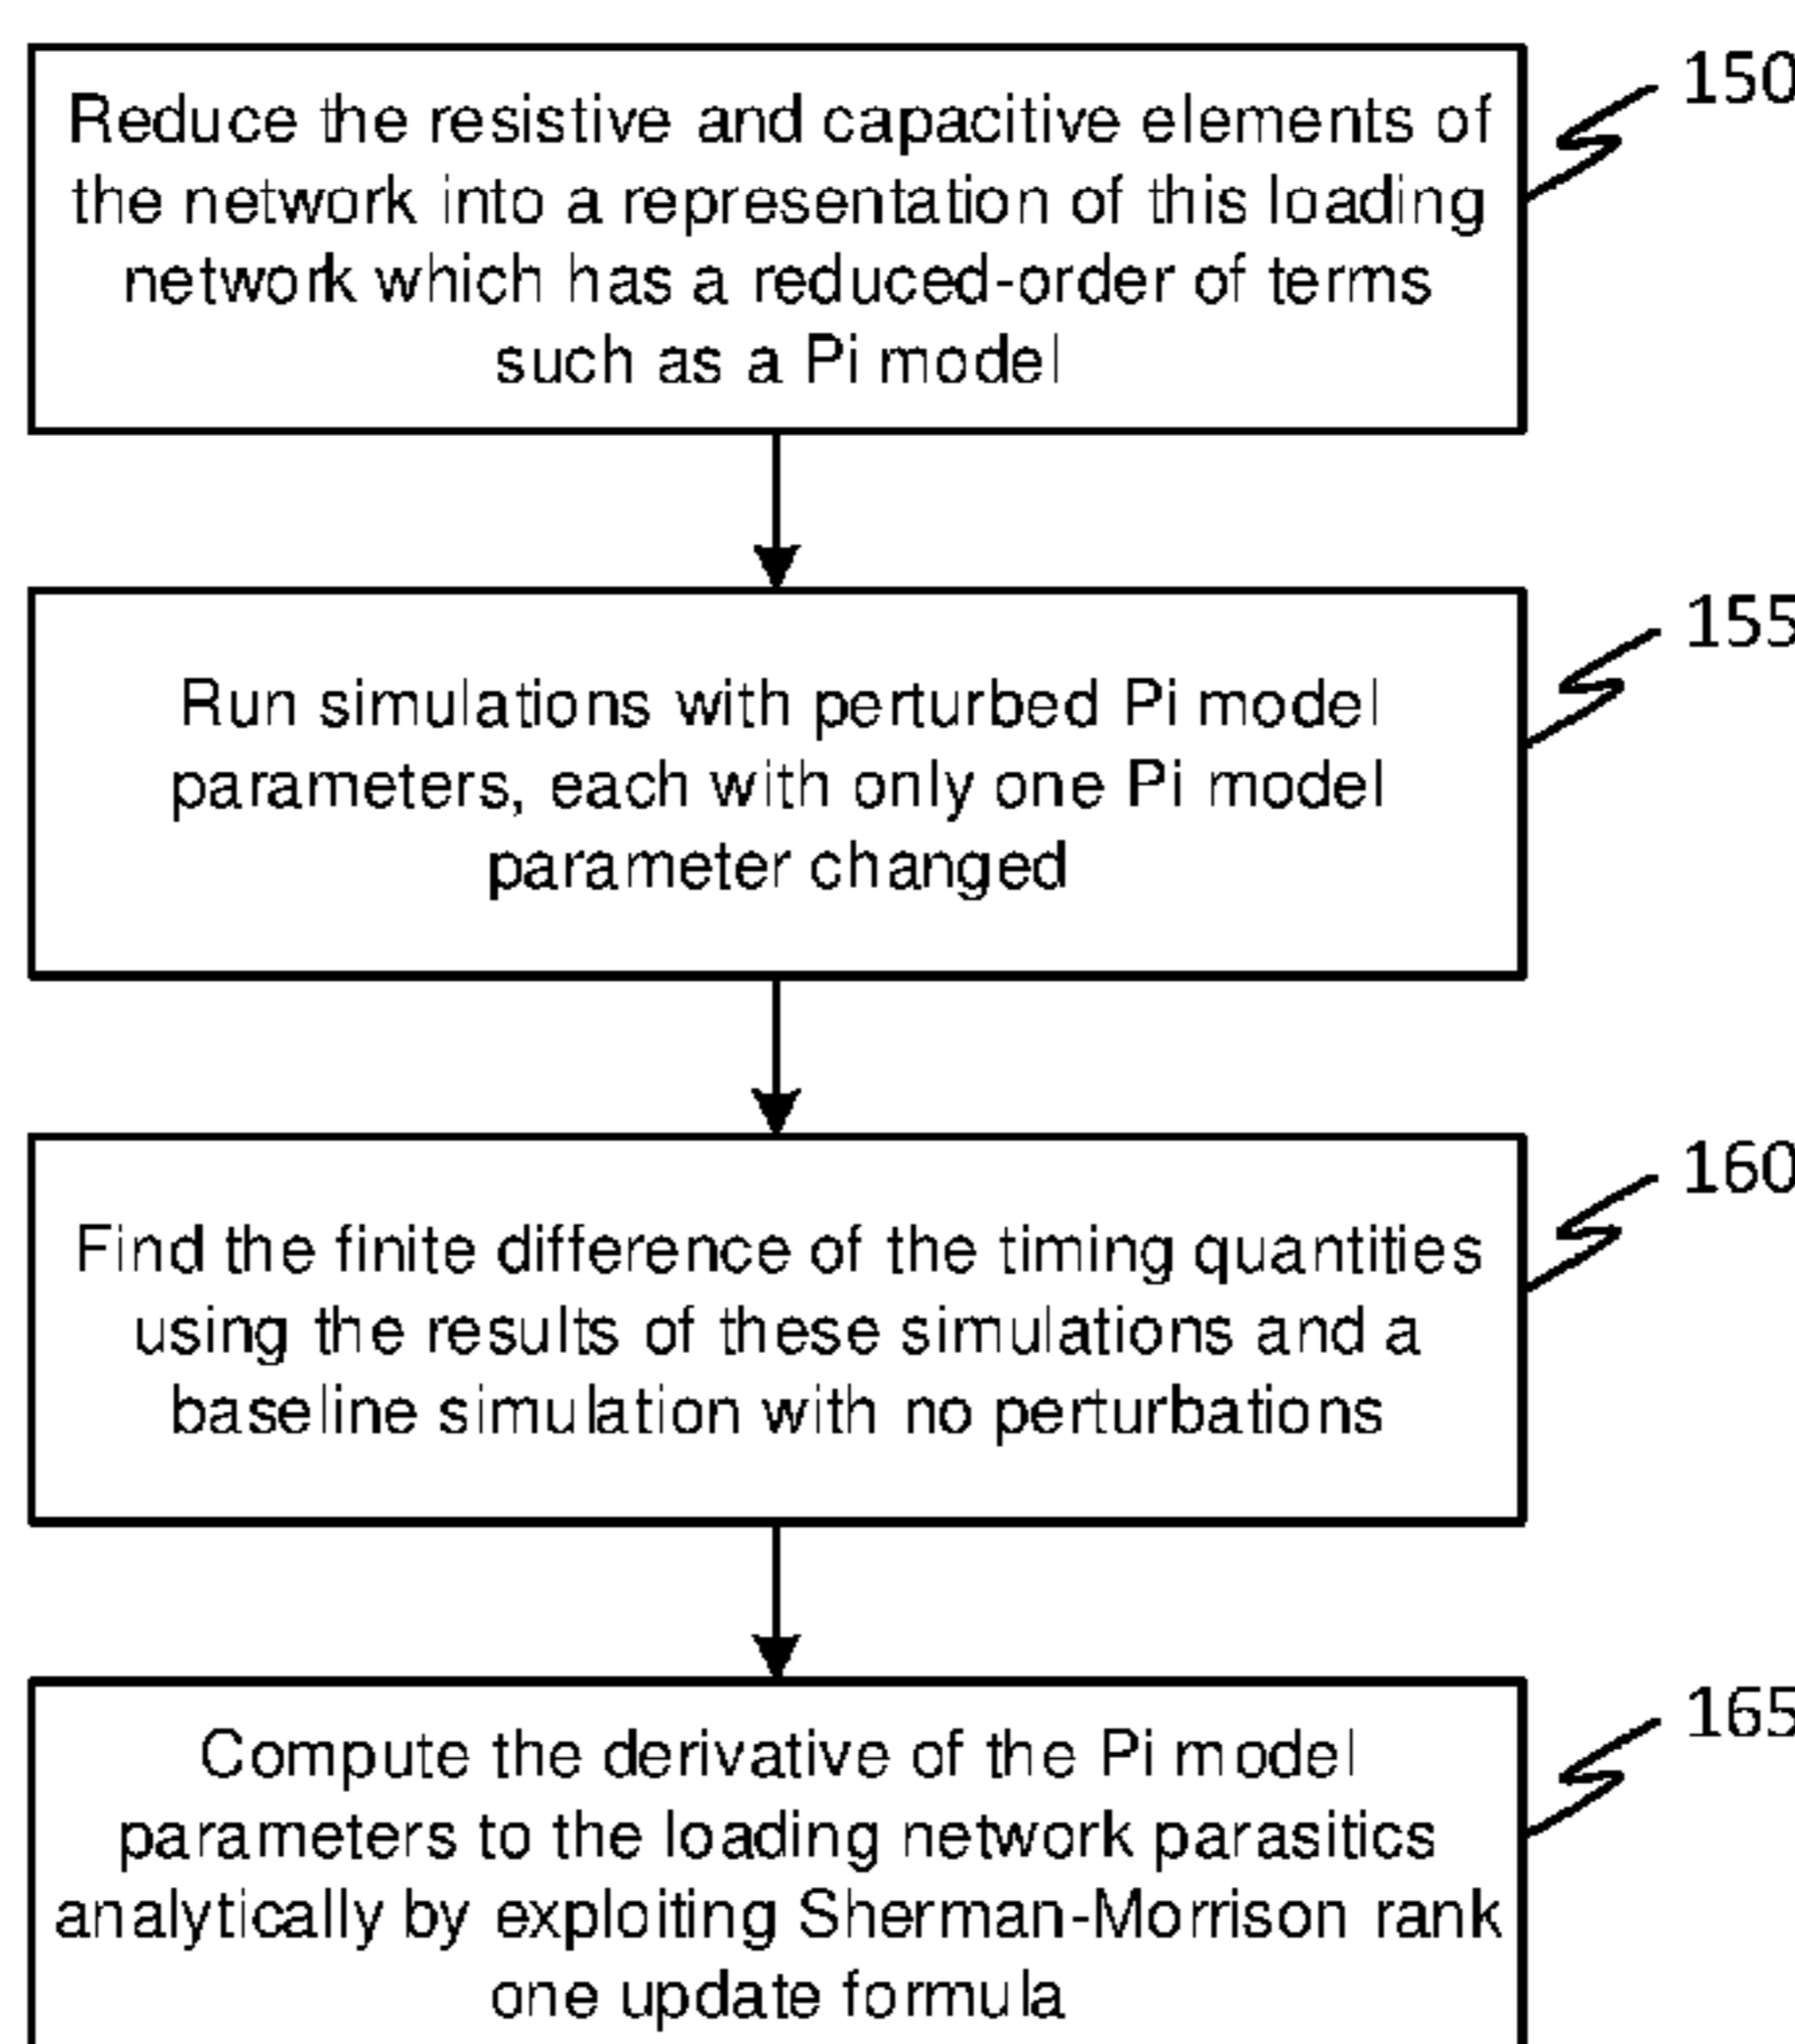 150
Reduce the resistive and capacitive elements of
the network into a representation of this loading
network which has a reduced-order of terms
such as a Pi model
155
Run simulations with perturbed Pi model
parameters, each with only one Pi model
parameter changed
160
Find the finite difference of the timing quantities
using the results of these simulations and a
baseline simulation with no perturbations
165
Compute the derivative of the Pi model
parameters to the loading network parasitics
analytically by exploiting Sherman-Morrison rank
one update formula